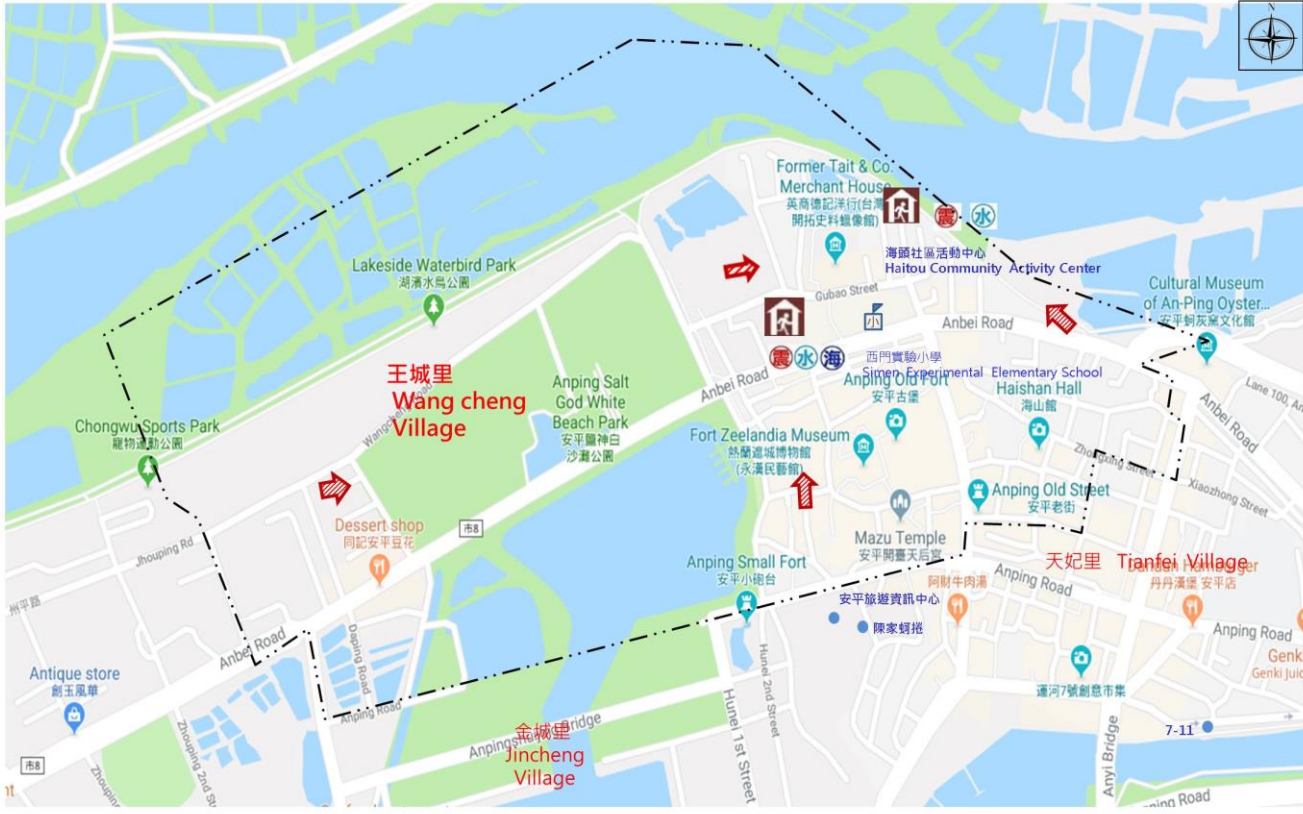 N
Former Tait & Co.
Merchant House
英商德記洋行(台灣
開拓史料蠟像館)
震 水
海頭社區活動中心
Haitou Community Activity Center
Lakeside Waterbird Park
湖濱水鳥公園
Gubao Street
Cultural Museum
of An-Ping Oyster...
安平蚵灰窯文化館
小
Anbei Road
震 水 海
西門實驗小學
Simen Experimental Elementary School
王城里
Wang cheng
Village
Wangcheng Road
Anping Salt
God White
Beach Park
安平鹽神白
沙灘公園
Anbei Road
Anping Old Fort
安平古堡
Haishan Hall
海山館
Lane 100, An
Anbei Road
Chongwu Sports Park
寵物運動公園
Fort Zeelandia Museum
熱蘭遮城博物館
(永漢民藝館)
Zhongxing Street
Xiaozhong Street
Anping Old Street
安平老街
Dessert shop
同記安平豆花
市8
Jhouping Rd
州平路
Mazu Temple
安平開臺天后宮
Anping Small Fort
安平小砲台
天妃里 Tianfei Village
Dandan Hamburger
丹丹漢堡 安平店
阿財牛肉湯
Anping Road
安平旅遊資訊中心
陳家蚵捲
Anping Road
Genki
Genki Juic
Anbei Road
Daping Road
Antique store
創玉風華
Anping Road
Hunei 2nd Street
Hunei 1st Street
運河7號創意市集
7-11
Anyi Bridge
金城里
Jincheng
Village
Zhouping 2nd St
市8
Zhouping
nt
ning Road